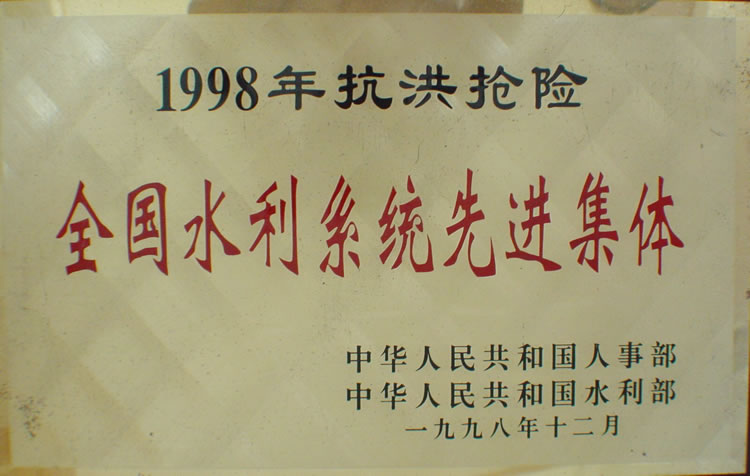 1998年抗洪抢险
全国水利系统先进集体
中华人民共和国人事部
中华人民共和国水利部
一九九八年十二月